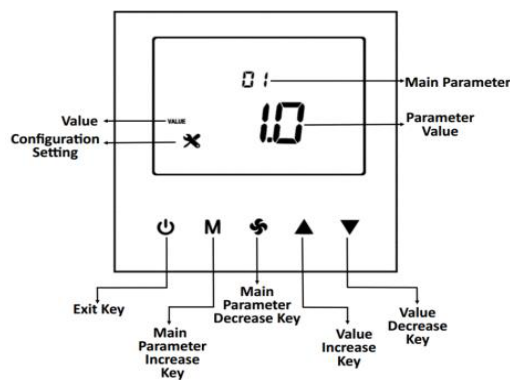 01
Main Parameter
1.0
Parameter
Value
Value
VALUE
Configuration
Setting
M
Exit Key
Main
Parameter
Increase
Key
Main
Parameter
Decrease Key
Value
Increase
Key
Value
Decrease
Key